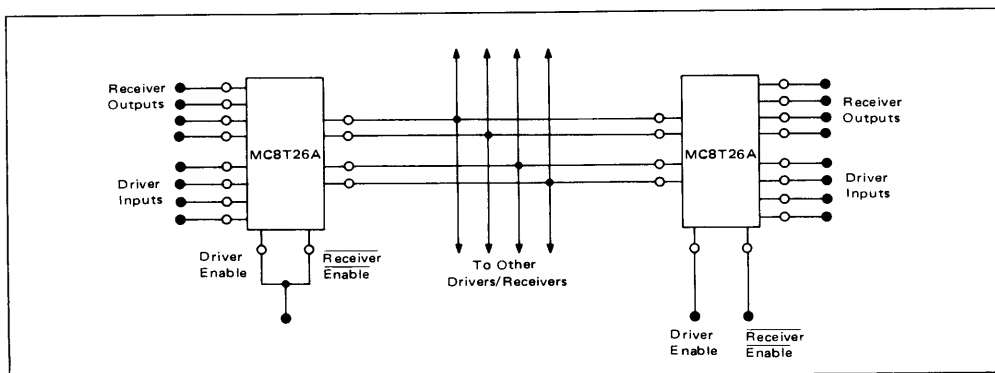 Receiver
Outputs
MC8T26A
Driver
Inputs
Driver
Enable
Receiver
Enable
To Other
Drivers/Receivers
MC8T26A
Receiver
Outputs
Driver
Inputs
Driver
Enable
Receiver
Enable